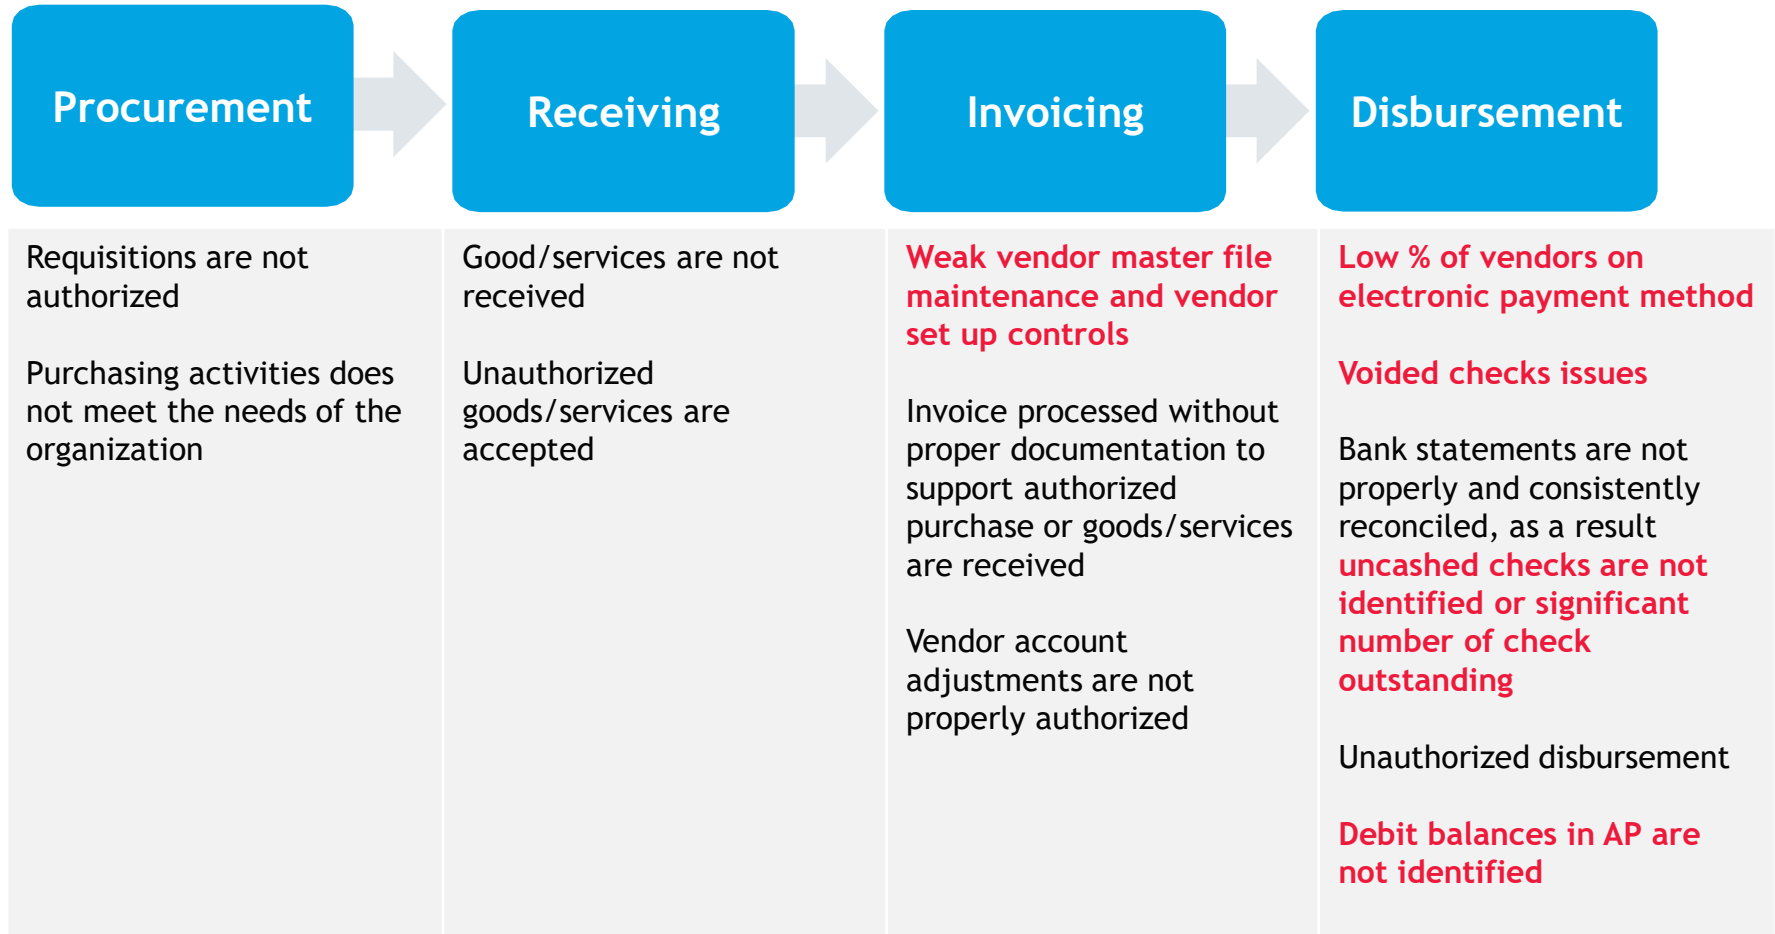 Procurement
Receiving
Invoicing
Disbursement
Requisitions are not
authorized
Purchasing activities does
not meet the needs of the
organization
Good/services are not
received
Unauthorized
goods/services are
accepted
Weak vendor master file
maintenance and vendor
set up controls
Invoice processed without
proper documentation to
support authorized
purchase or goods/services
are received
Vendor account
adjustments are not
properly authorized
Low % of vendors on
electronic payment method
Voided checks issues
Bank statements are not
properly and consistently
reconciled, as a result
uncashed checks are not
identified or significant
number of check
outstanding
Unauthorized disbursement
Debit balances in AP are
not identified